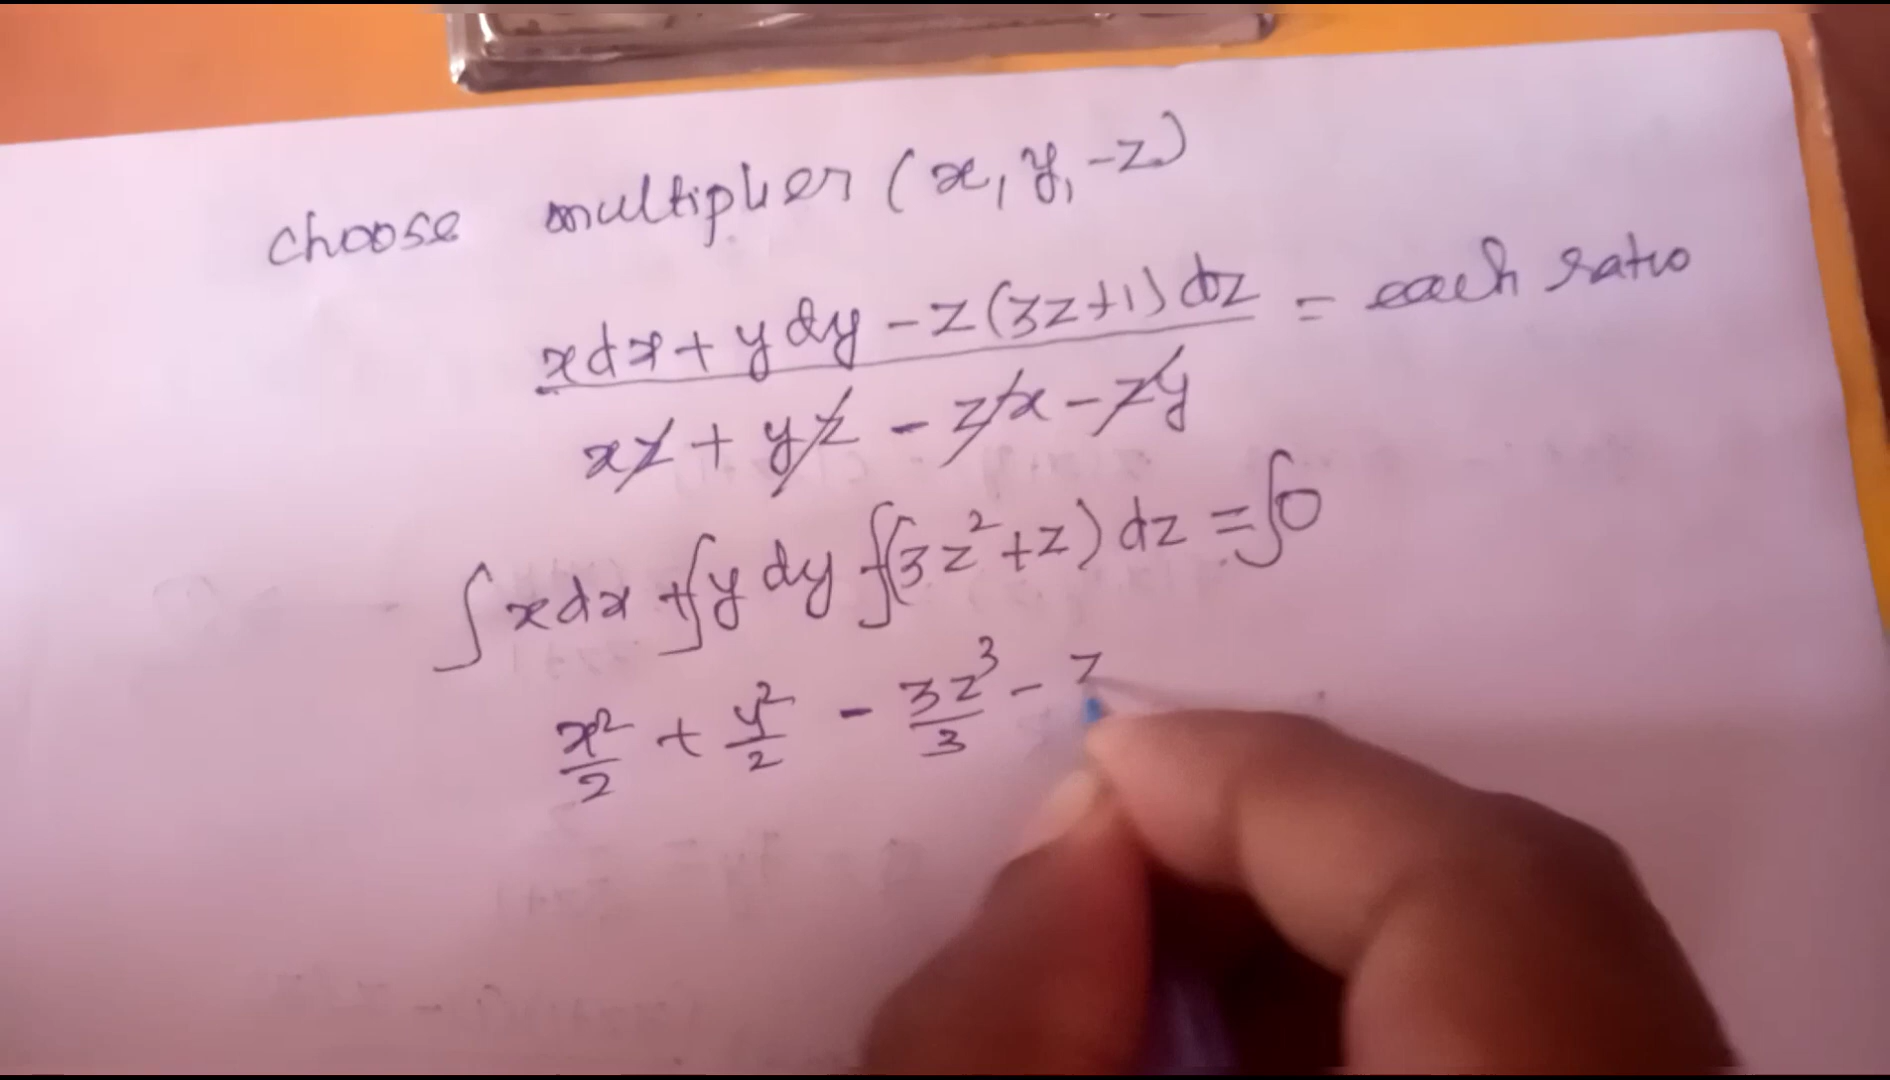 choose multiplier (x, y, -z)
xdx + ydy - z(3z+1)dz = each ratio
xz + yz - zx - zy
∫xdx + ∫ydy - ∫(3z²+z)dz = ∫0
x²/2 + y²/2 - 3z³/3 - z